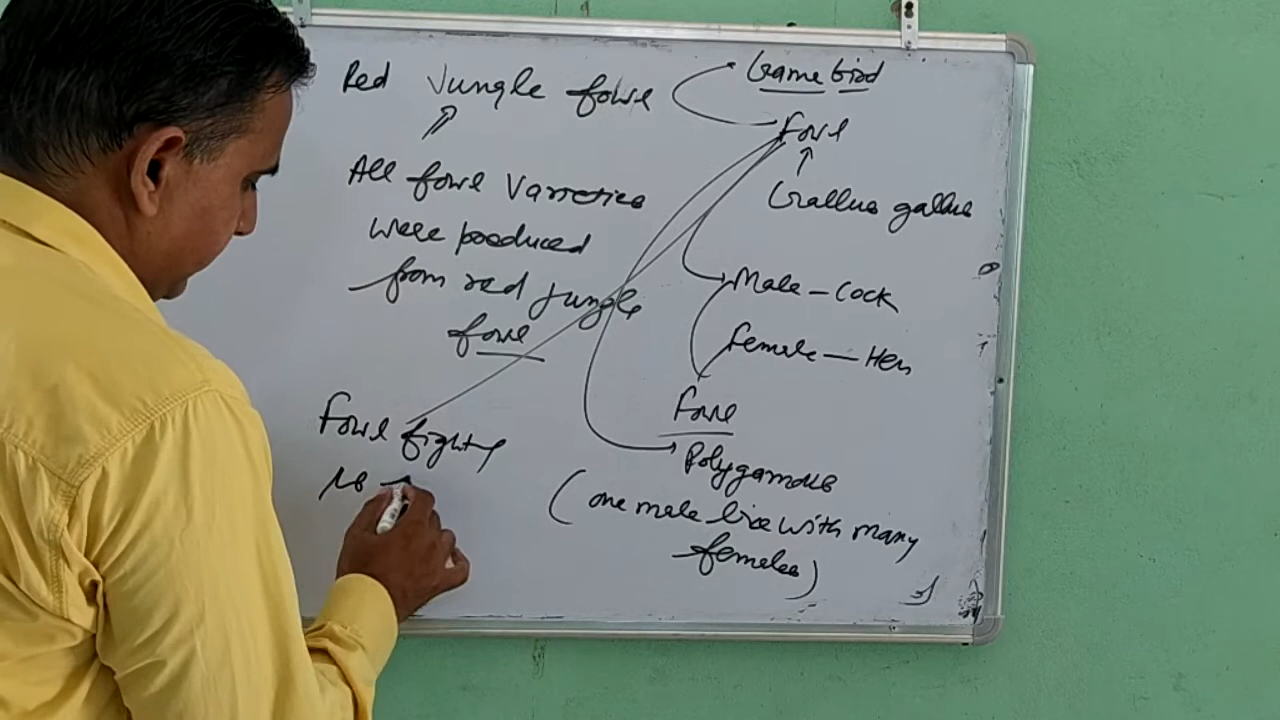 Red Jungle fowl
All fowl Varieties
were produced
from red jungle
fowl
Fowl fighting
is
Game bird
Fowl
Gallus gallus
Male - Cock
Female - Hen
Fowl
Polygamous
(one male live with many
females)